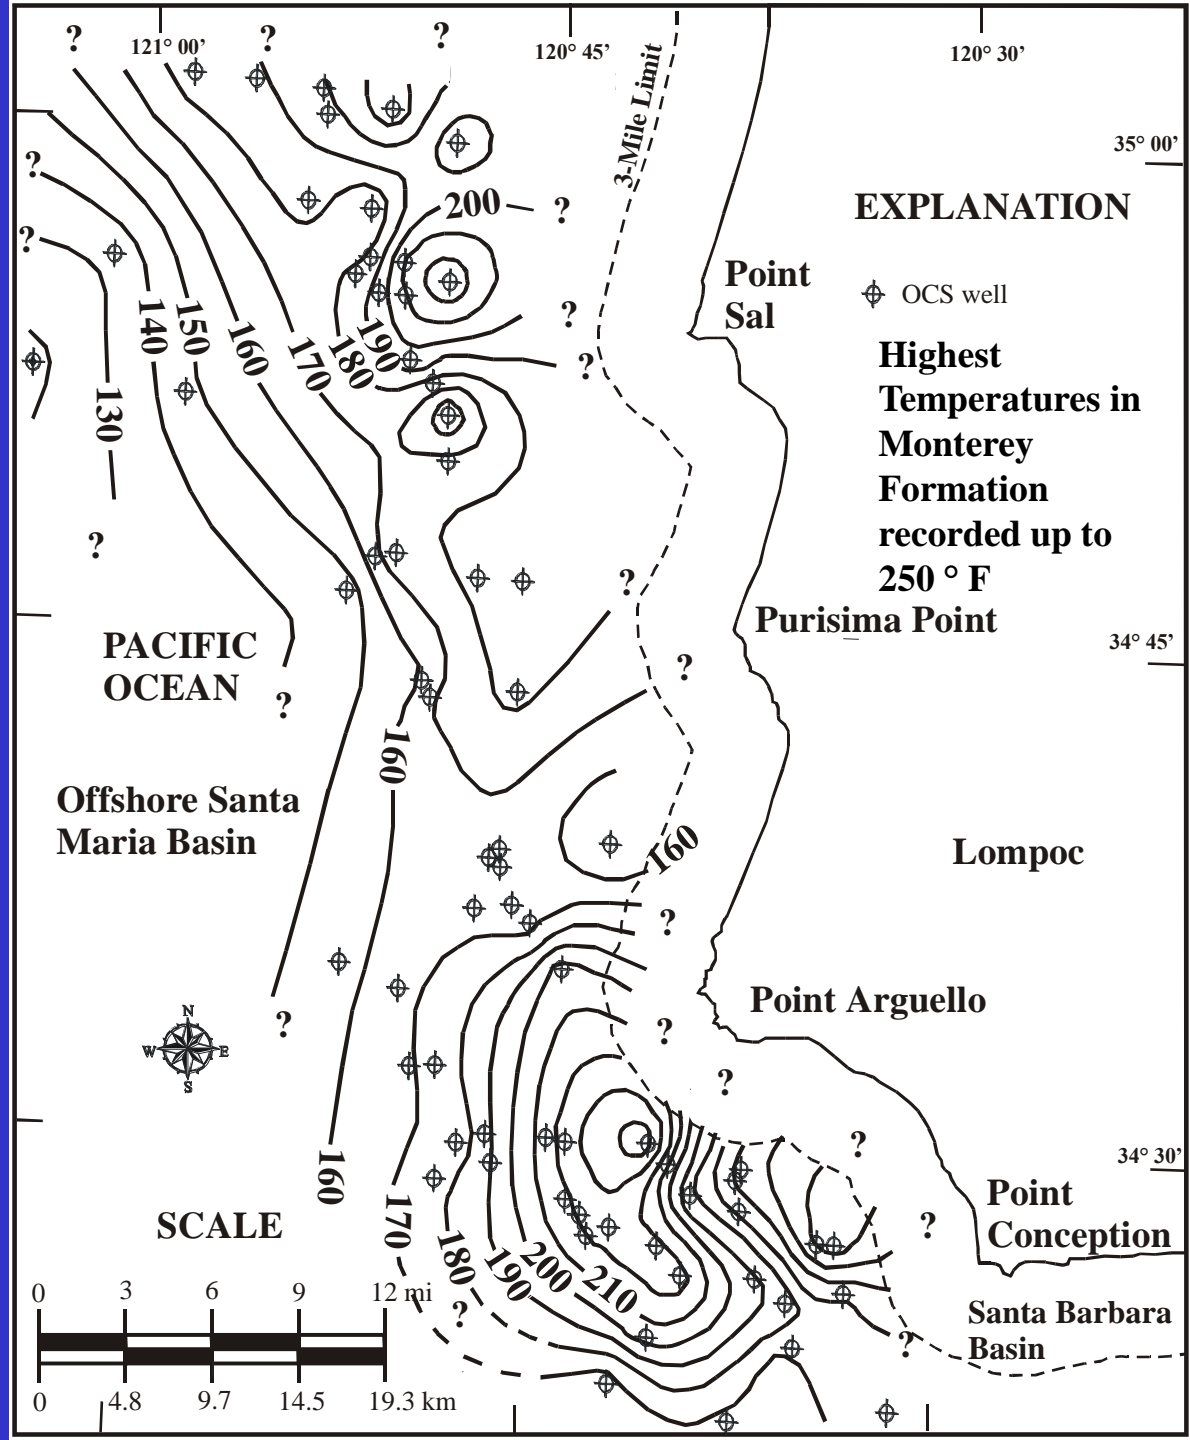 ?
?
?
121° 00’
120° 45’
120° 30’
3-Mile Limit
35° 00’
?
200
?
EXPLANATION
?
Point
Sal
OCS well
?
140
150
160
170
180
190
?
130
Highest
Temperatures in
Monterey
Formation
recorded up to
250 ° F
?
?
Purisima Point
34° 45’
PACIFIC
OCEAN
?
?
160
Offshore Santa
Maria Basin
160
Lompoc
?
Point Arguello
?
?
N
W
E
S
?
?
34° 30’
160
170
180
190
200
210
Point
Conception
?
SCALE
0
3
6
9
12 mi
?
Santa Barbara
Basin
?
0
4.8
9.7
14.5
19.3 km